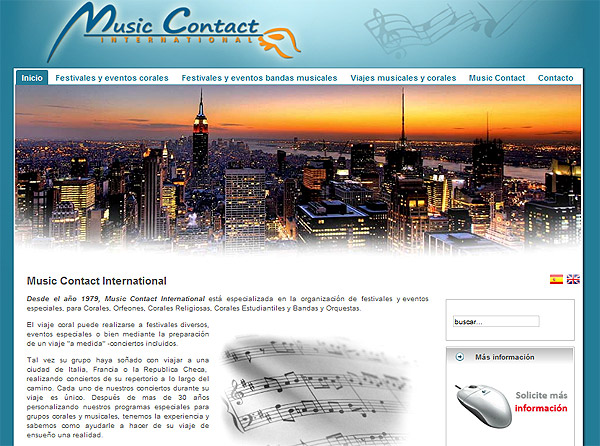 Music Contact
INTERNATIONAL
Inicio Festivales y eventos corales Festivales y eventos bandas musicales Viajes musicales y corales Music Contact Contacto
Music Contact International
Desde el año 1979, Music Contact International está especializada en la organización de festivales y eventos
especiales, para Corales, Orfeones, Corales Religiosas, Corales Estudiantiles y Bandas y Orquestas.
El viaje coral puede realizarse a festivales diversos,
eventos especiales o bien mediante la preparación
de un viaje "a medida" -conciertos incluidos.
Tal vez su grupo haya soñado con viajar a una
ciudad de Italia, Francia o la Republica Checa,
realizando conciertos de su repertorio a lo largo del
camino. Cada uno de nuestros conciertos durante su
viaje es único. Después de mas de 30 años
personalizando nuestros programas especiales para
grupos corales y musicales, tenemos la experiencia y
sabemos como ayudarle a hacer de su viaje de
ensueño una realidad.
buscar...
Más información
Solicite más
información